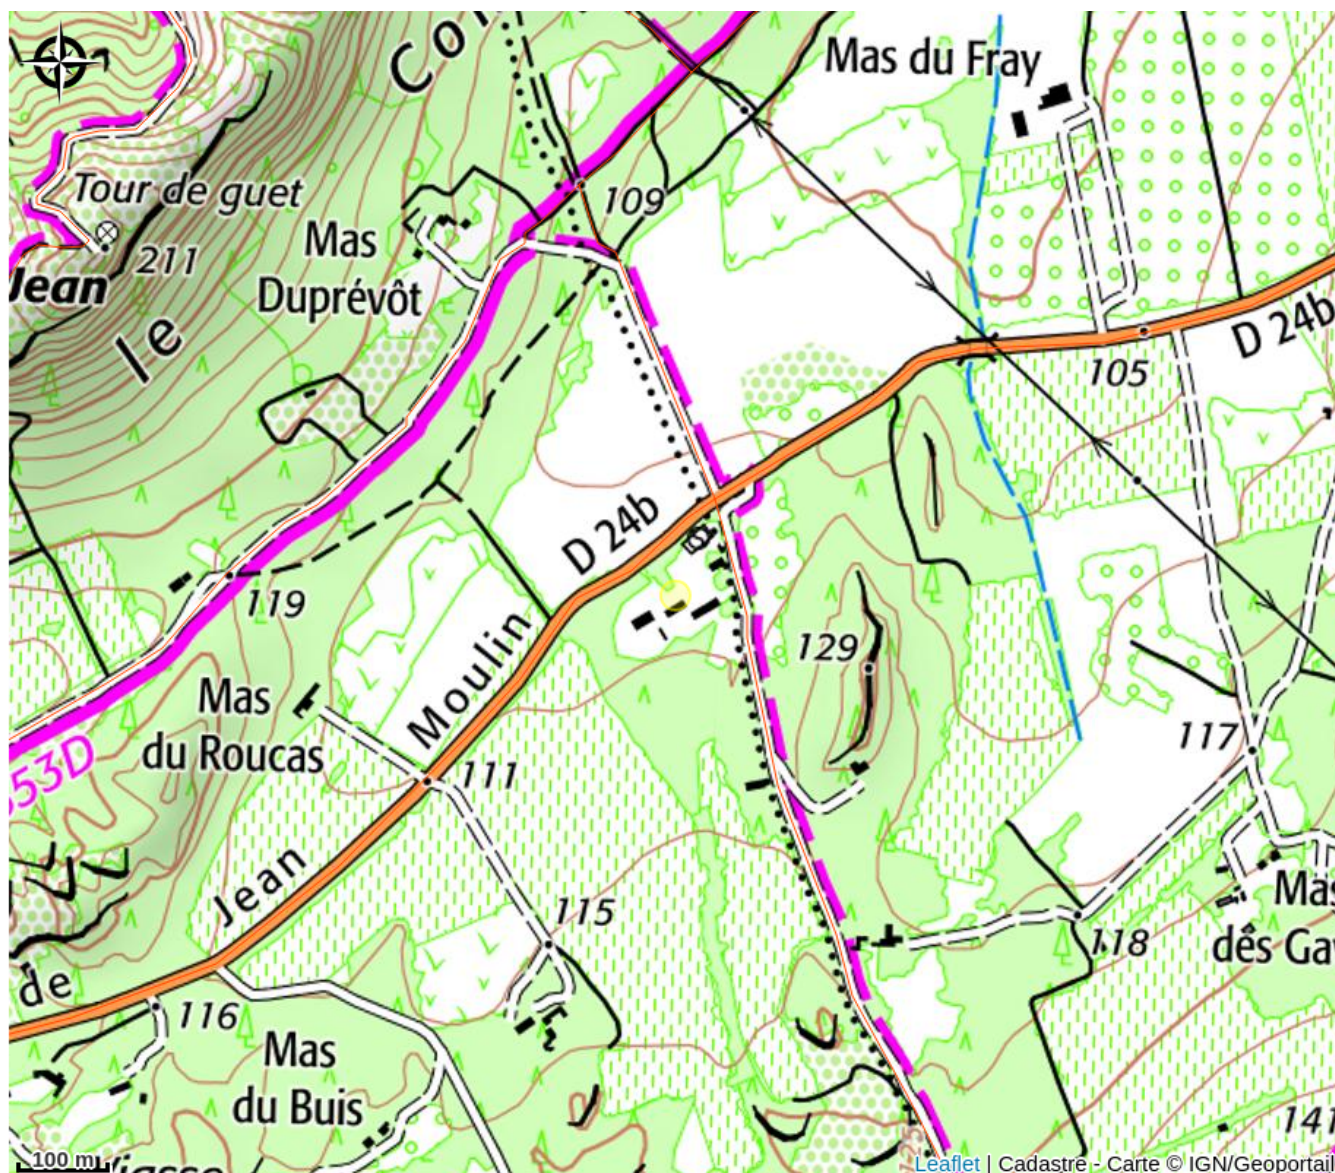 Col
Mas du Fray
Tour de guet
109
Mas
Duprévôt
211
Jean
le
D 24b
105
D 24b
119
Moulin
129
Mas
du Roucas
117
53D
111
Jean
115
Mas
dês Ga
118
de
116
Mas
du Buis
141
100 m
Leaflet | Cadastre - Carte © IGN/Geoportail